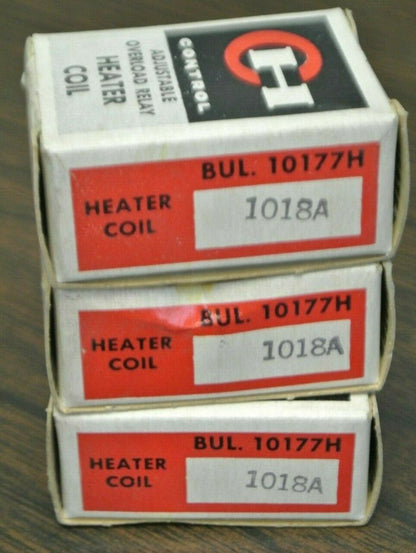 CH
CONTROL
ADJUSTABLE
OVERLOAD RELAY
HEATER
COIL
BUL. 10177H
HEATER
COIL
1018A
BUL. 10177H
HEATER
COIL
1018A
BUL. 10177H
HEATER
COIL
1018A